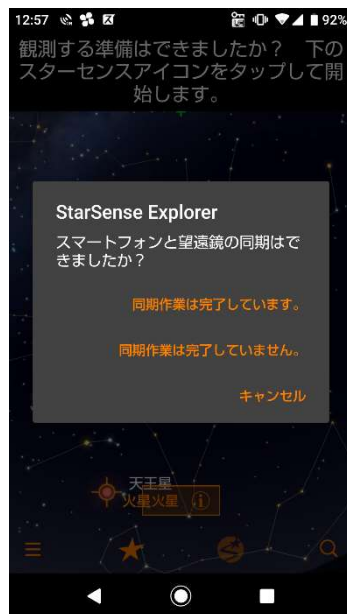 12:57
92%
観測する準備はできましたか？　下の
スターセンスアイコンをタップして開
始します。
StarSense Explorer
スマートフォンと望遠鏡の同期はで
きましたか？
同期作業は完了しています。
同期作業は完了していません。
キャンセル
天王星
火星火星